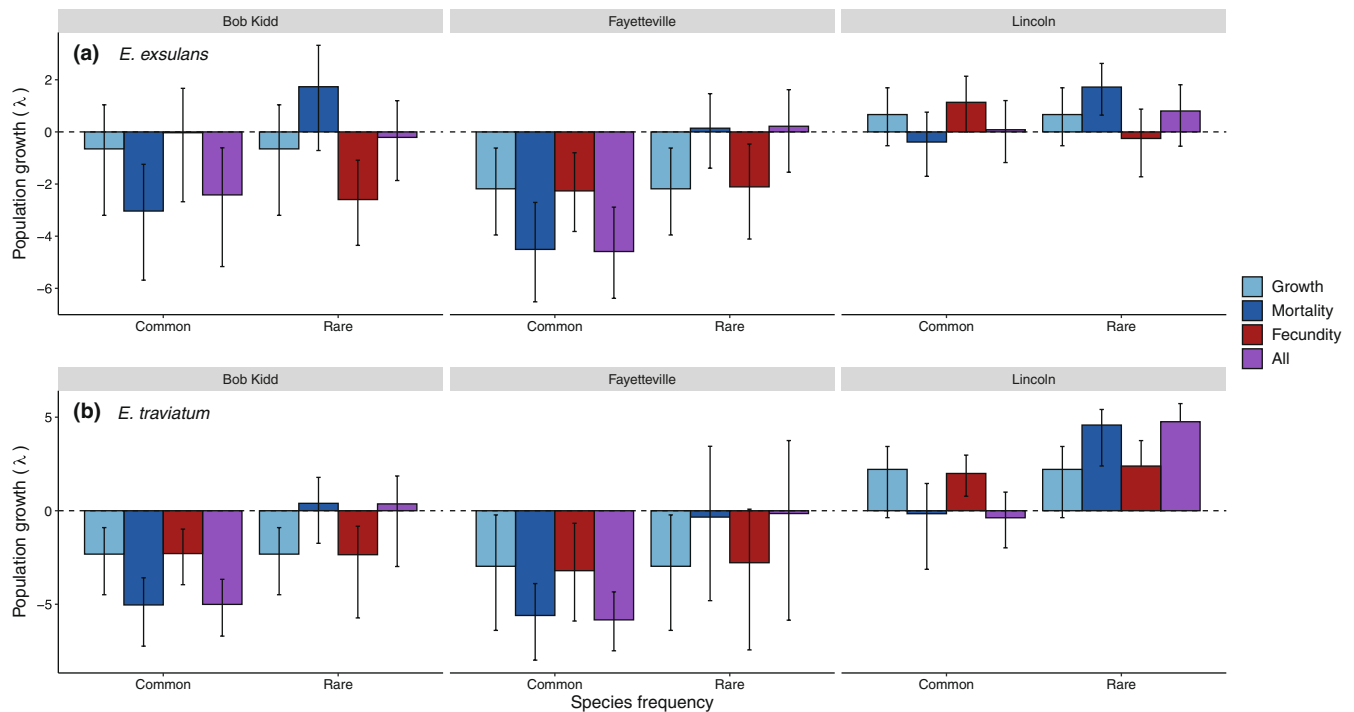 Bob Kidd Fayetteville Lincoln
(a) E. exsulans
Population growth ( λ )
2
0
−2
−4
−6
Common Rare Common Rare Common Rare
Growth
Mortality
Fecundity
All
Bob Kidd Fayetteville Lincoln
(b) E. traviatum
Population growth ( λ )
5
0
−5
Common Rare Common Rare Common Rare
Species frequency